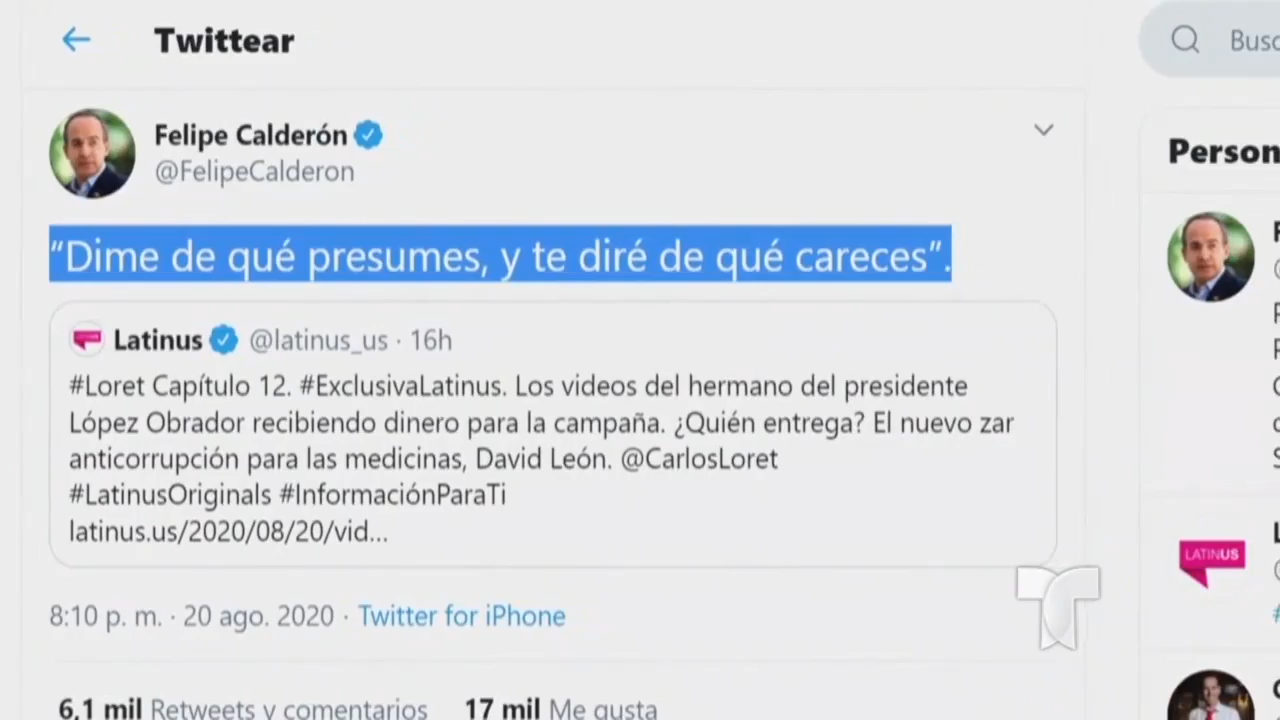 Twittear
Busc
Felipe Calderón
@FelipeCalderon
Person
“Dime de qué presumes, y te diré de qué careces”.
Latinus @latinus_us · 16h
#Loret Capítulo 12. #ExclusivaLatinus. Los videos del hermano del presidente
López Obrador recibiendo dinero para la campaña. ¿Quién entrega? El nuevo zar
anticorrupción para las medicinas, David León. @CarlosLoret
#LatinusOriginals #InformaciónParaTi
latinus.us/2020/08/20/vid...
LATINUS
8:10 p. m. · 20 ago. 2020 · Twitter for iPhone
6,1 mil Retweets y comentarios 17 mil Me gusta